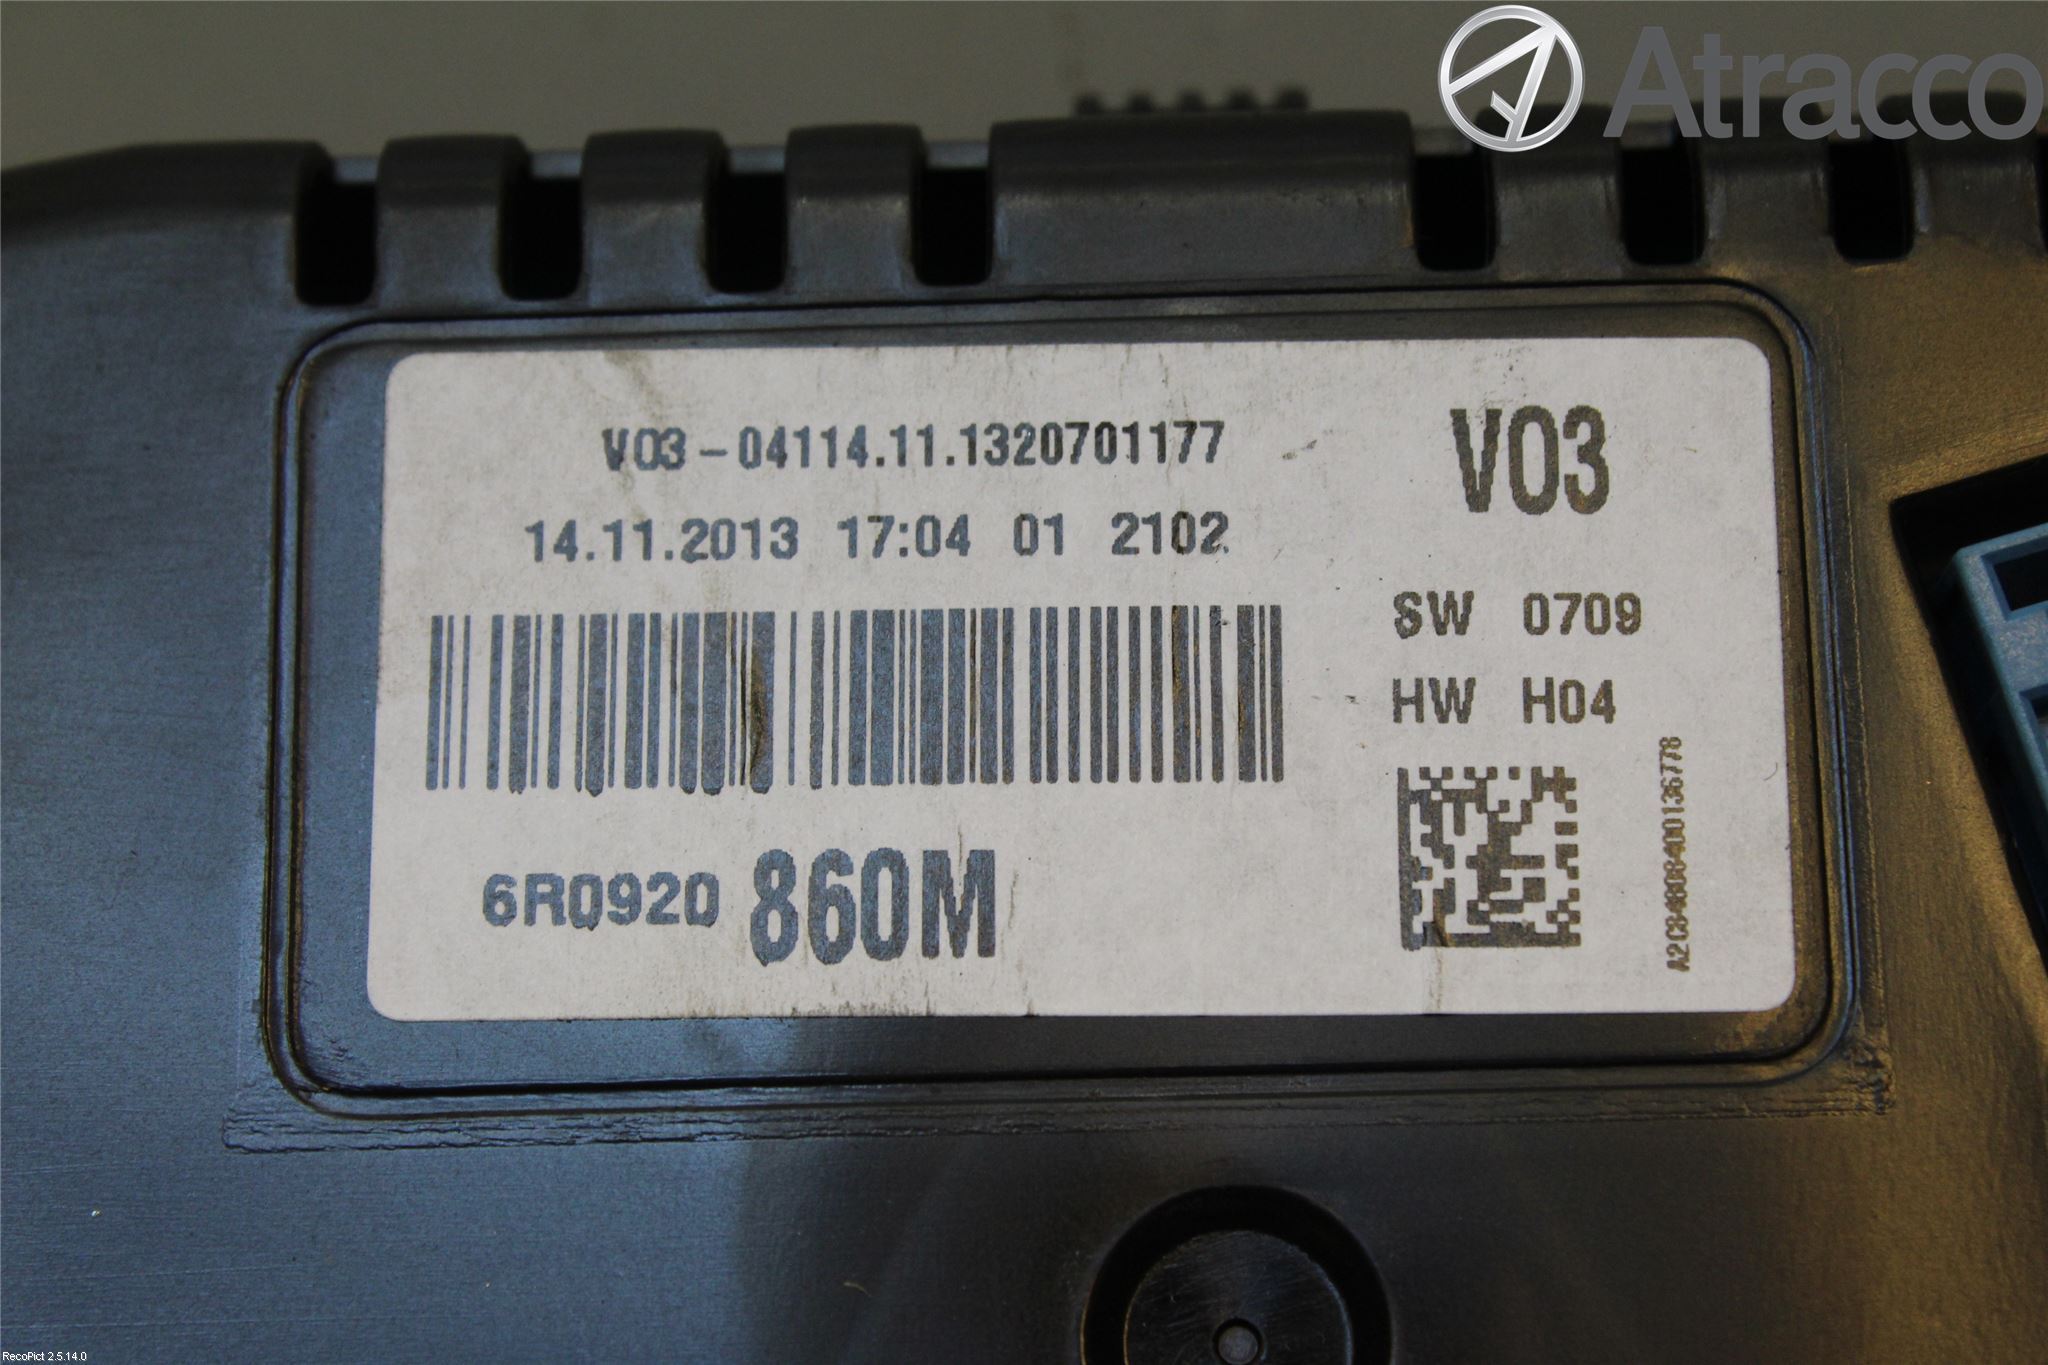 Atracco
V03-04114.11.1320701177
V03
14.11.2013 17:04 01 2102
SW 0709
HW H04
6R0920 860M
RecoPict 2.5.14.0